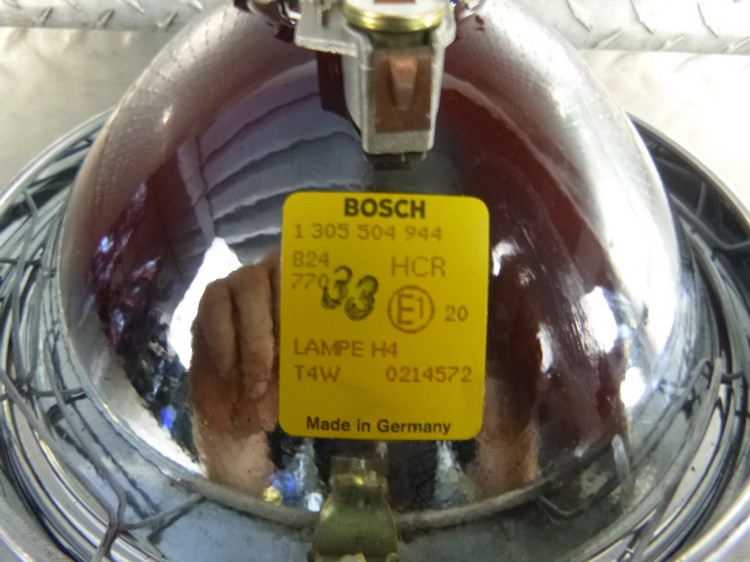 BOSCH
1 305 504 944
824 HCR
770
33
E1 20
LAMPE H4
T4W 0214572
Made in Germany